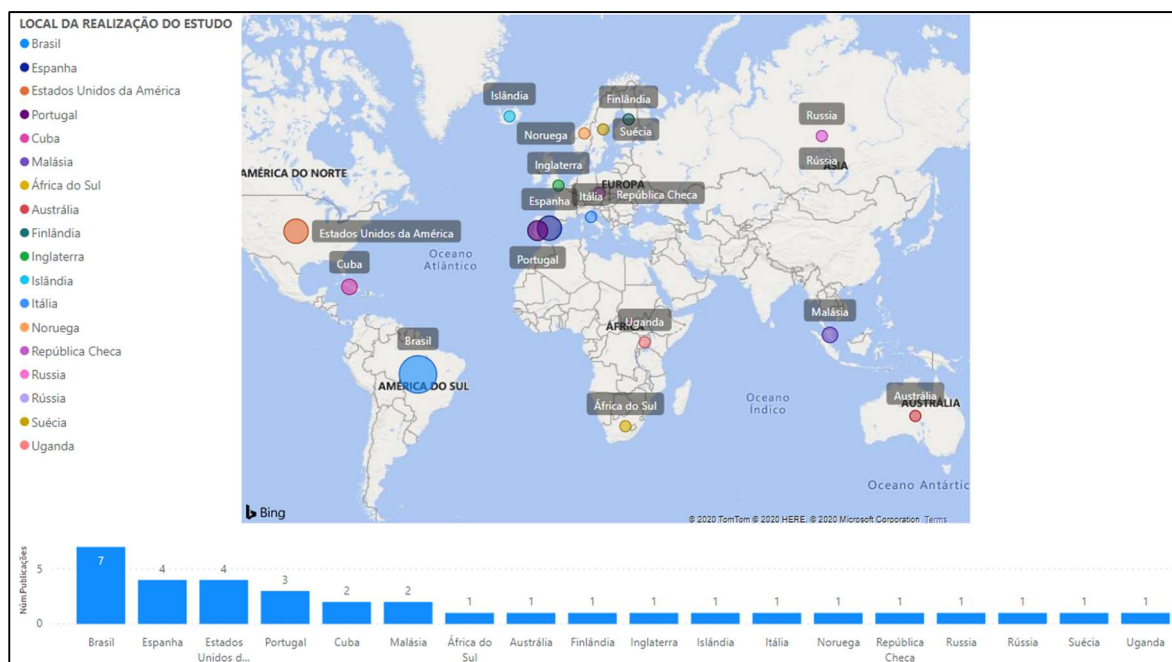 LOCAL DA REALIZAÇÃO DO ESTUDO
Brasil
Espanha
Estados Unidos da América
Portugal
Cuba
Malásia
África do Sul
Austrália
Finlândia
Inglaterra
Islândia
Itália
Noruega
República Checa
Russia
Rússia
Suécia
Uganda
Islândia
Finlândia
Russia
Noruega
Suécia
Rússia
ÁSIA
AMÉRICA DO NORTE
Inglaterra
EUROPA
Espanha
Itália
República Checa
Estados Unidos da América
Oceano
Atlântico
Portugal
Cuba
Malásia
Uganda
ÁFRICA
Brasil
AMÉRICA DO SUL
África do Sul
Oceano
Índico
Austrália
AUSTRÁLIA
Oceano Antártic
Bing
© 2020 TomTom © 2020 HERE, © 2020 Microsoft Corporation Terms
Núm.Publicações
5
0
7 4 4 3 2 2 1 1 1 1 1 1 1 1 1 1 1 1
Brasil Espanha Estados Portugal Cuba Malásia África do Austrália Finlândia Inglaterra Islândia Itália Noruega República Russia Rússia Suécia Uganda
Unidos d... Sul Checa